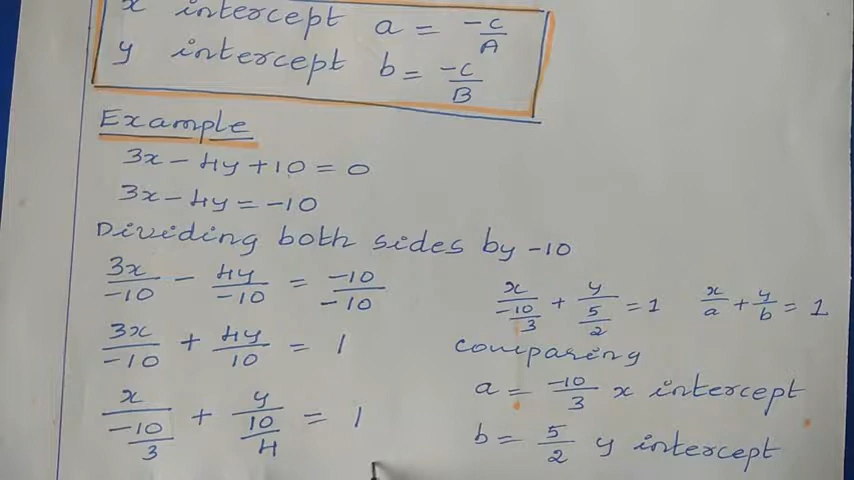 x intercept a = -c/A
y intercept b = -c/B
Example
3x - 4y + 10 = 0
3x - 4y = -10
Dividing both sides by -10
3x/-10 - 4y/-10 = -10/-10
3x/-10 + 4y/10 = 1
x/(-10/3) + y/(10/4) = 1
x/(-10/3) + y/(5/2) = 1 x/a + y/b = 1
comparing
a = -10/3 x intercept
b = 5/2 y intercept